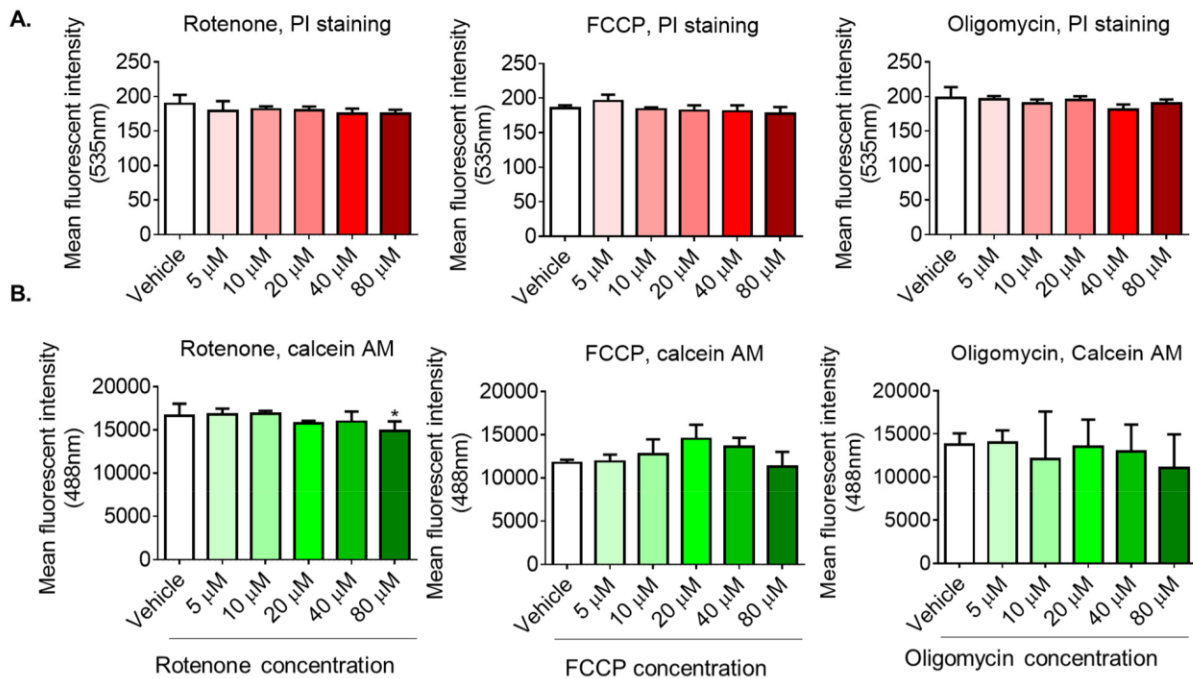 A.
Rotenone, PI staining
Mean fluorescent intensity
(535nm)
250
200
150
100
50
0
Vehicle
5 μM
10 μM
20 μM
40 μM
80 μM
FCCP, PI staining
Mean fluorescent intensity
(535nm)
250
200
150
100
50
0
Vehicle
5 μM
10 μM
20 μM
40 μM
80 μM
Oligomycin, PI staining
Mean fluorescent intensity
(535nm)
250
200
150
100
50
0
Vehicle
5 μM
10 μM
20 μM
40 μM
80 μM
B.
Rotenone, calcein AM
Mean fluorescent intensity
(488nm)
20000
15000
10000
5000
0
*
Vehicle
5 μM
10 μM
20 μM
40 μM
80 μM
Rotenone concentration
FCCP, calcein AM
Mean fluorescent intensity
(488nm)
20000
15000
10000
5000
0
Vehicle
5 μM
10 μM
20 μM
40 μM
80 μM
FCCP concentration
Oligomycin, Calcein AM
Mean fluorescent intensity
(488nm)
20000
15000
10000
5000
0
Vehicle
5 μM
10 μM
20 μM
40 μM
80 μM
Oligomycin concentration